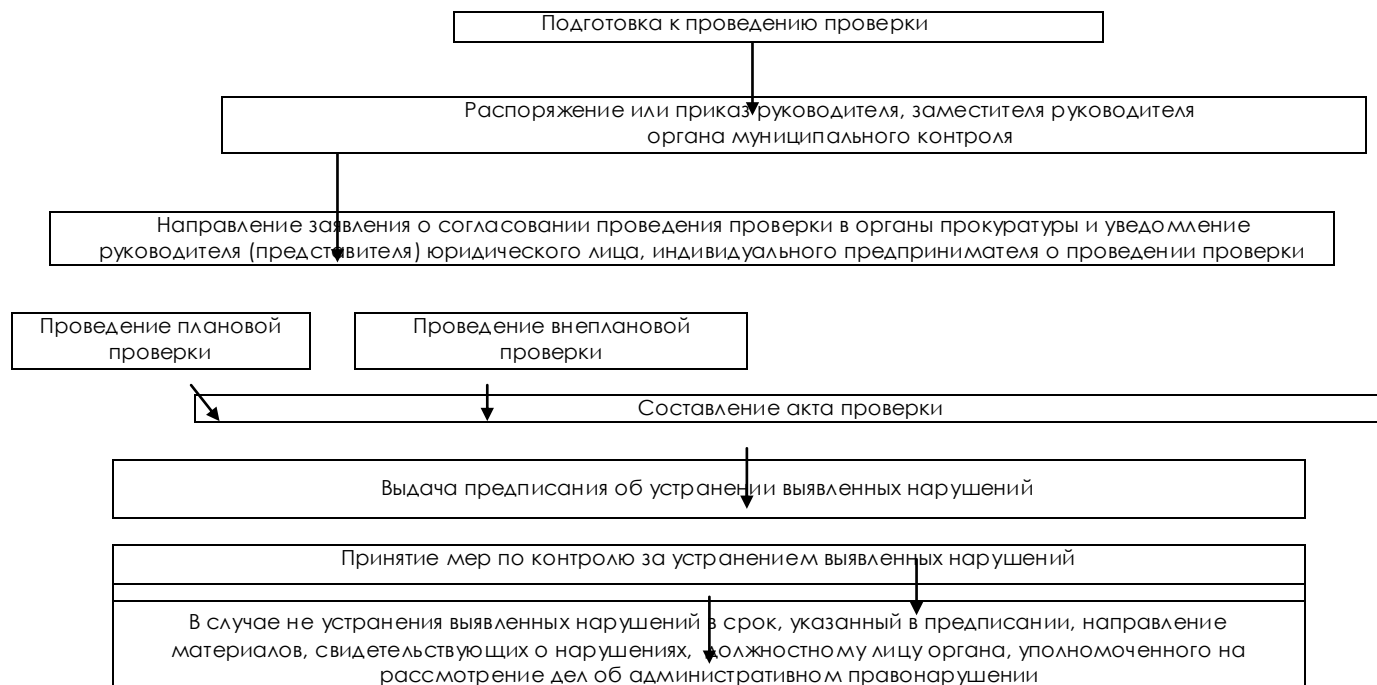 Подготовка к проведению проверки
Распоряжение или приказ руководителя, заместителя руководителя
органа муниципального контроля
Направление заявления о согласовании проведения проверки в органы прокуратуры и уведомление
руководителя (представителя) юридического лица, индивидуального предпринимателя о проведении проверки
Проведение плановой
проверки
Проведение внеплановой
проверки
Составление акта проверки
Выдача предписания об устранении выявленных нарушений
Принятие мер по контролю за устранением выявленных нарушений
В случае не устранения выявленных нарушений в срок, указанный в предписании, направление
материалов, свидетельствующих о нарушениях, должностному лицу органа, уполномоченного на
рассмотрение дел об административном правонарушении